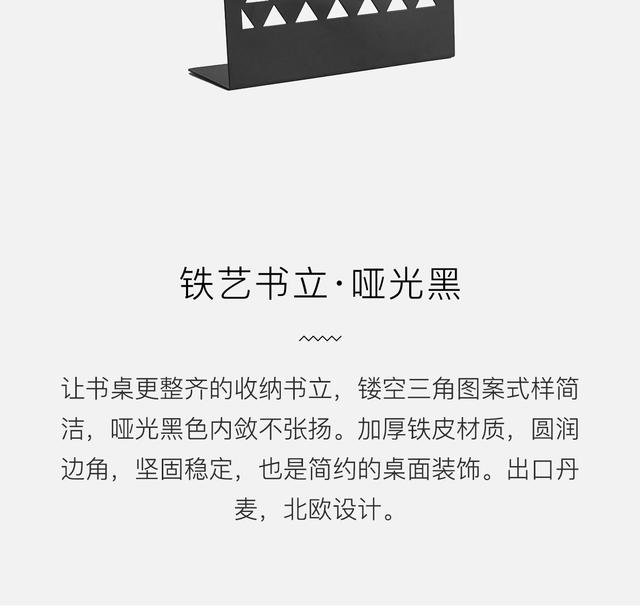 铁艺书立·哑光黑
让书桌更整齐的收纳书立，镂空三角图案式样简
洁，哑光黑色内敛不张扬。加厚铁皮材质，圆润
边角，坚固稳定，也是简约的桌面装饰。出口丹
麦，北欧设计。